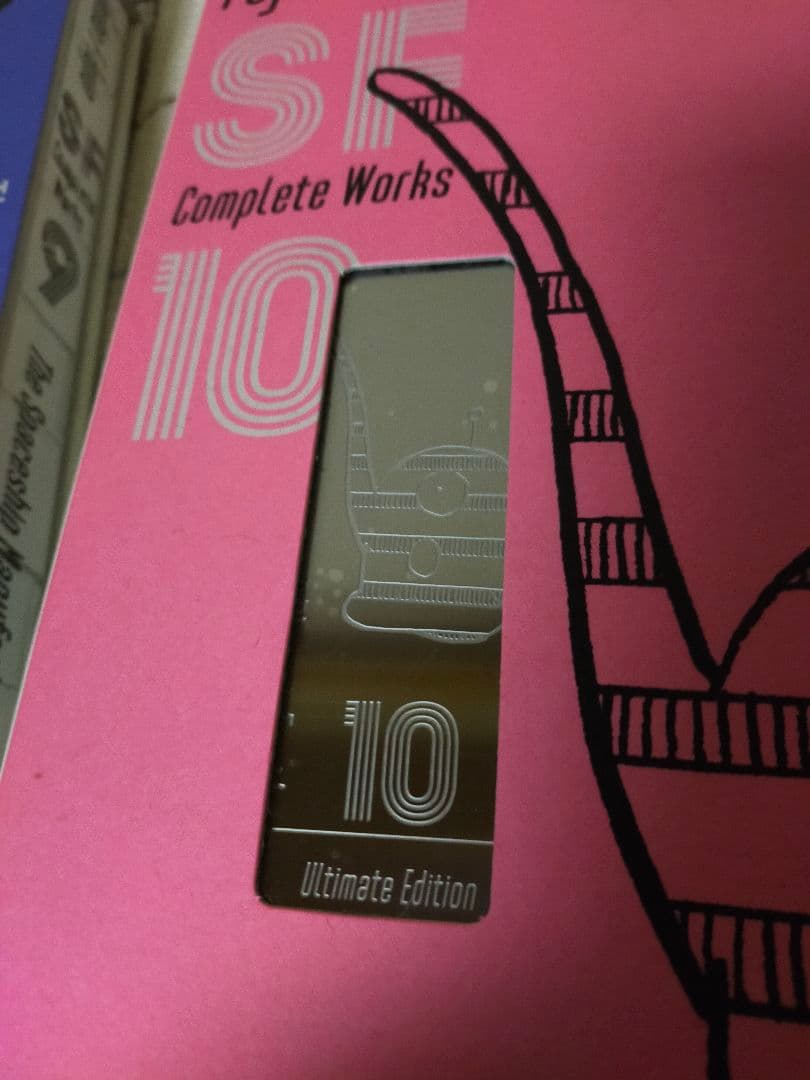 SF
Complete Works
10
10
Ultimate Edition
The Spaceship